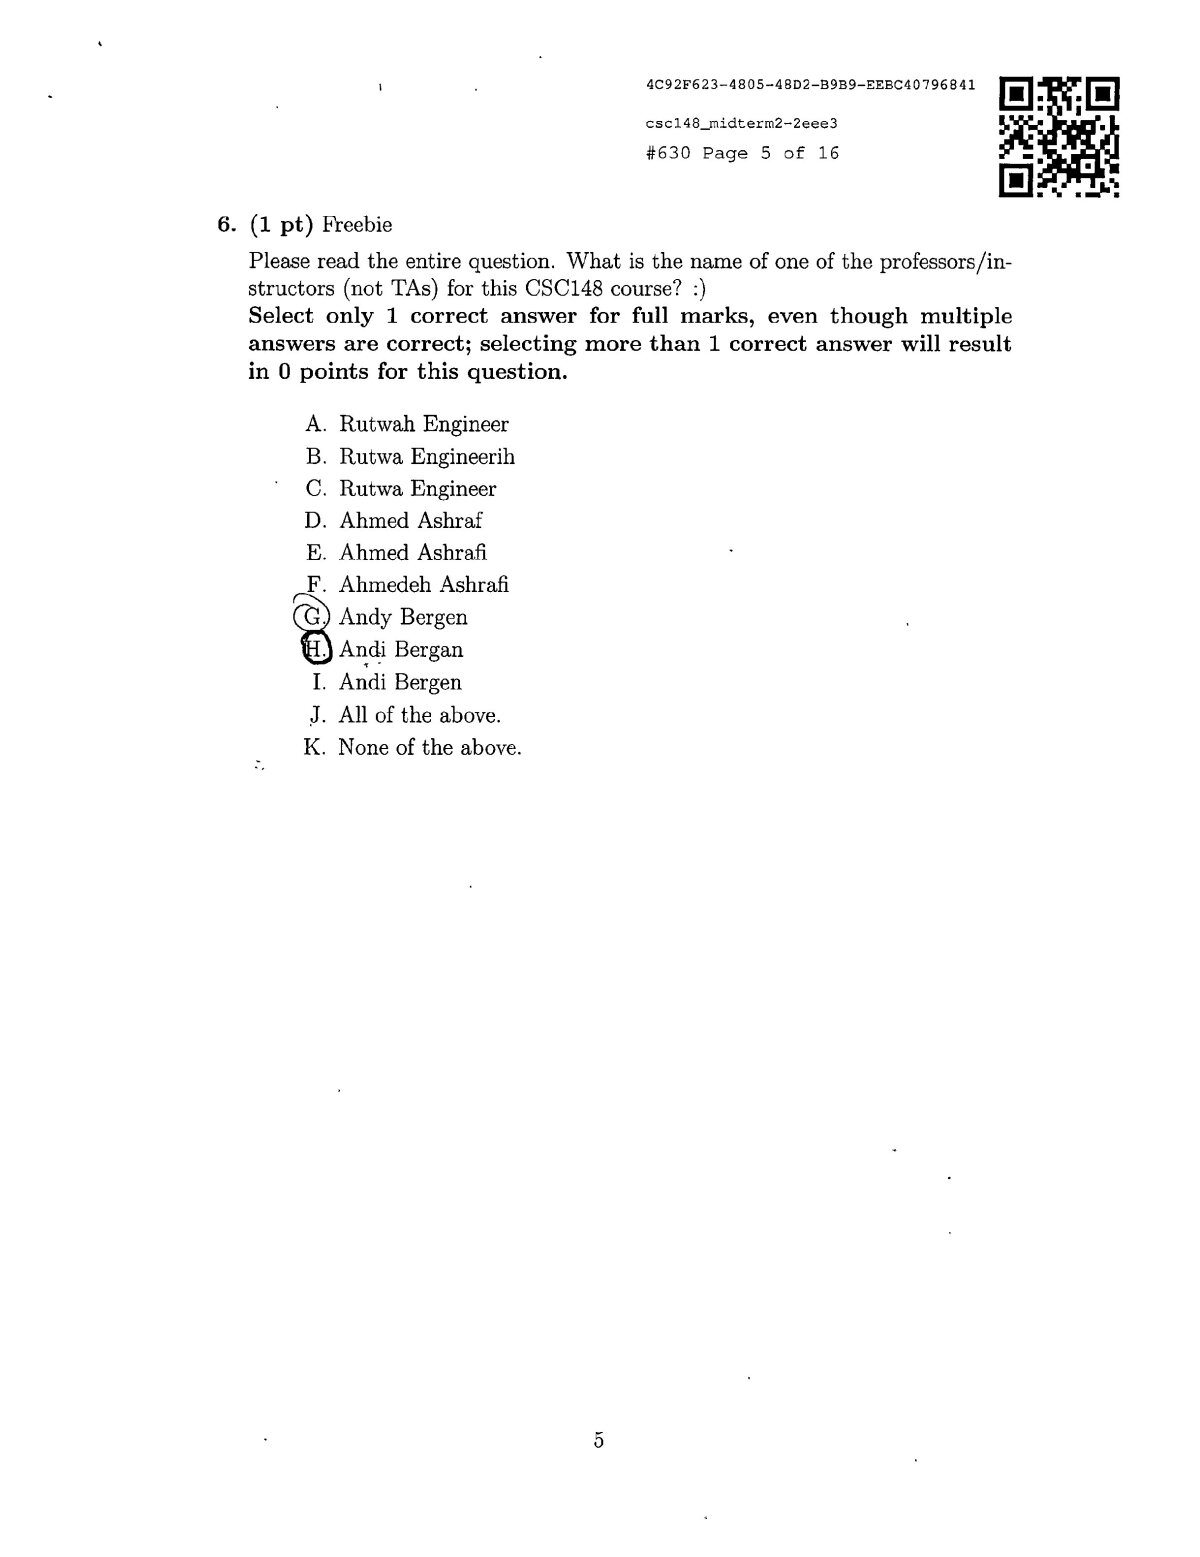 4C92F623-4805-48D2-B9B9-EEBC40796841
csc148_midterm2-2eee3
#630 Page 5 of 16
6. (1 pt) Freebie
Please read the entire question. What is the name of one of the professors/in-
structors (not TAs) for this CSC148 course? :)
Select only 1 correct answer for full marks, even though multiple
answers are correct; selecting more than 1 correct answer will result
in 0 points for this question.
A. Rutwah Engineer
B. Rutwa Engineerih
C. Rutwa Engineer
D. Ahmed Ashraf
E. Ahmed Ashrafi
F. Ahmedeh Ashrafi
G. Andy Bergen
H. Andi Bergan
I. Andi Bergen
J. All of the above.
K. None of the above.
5